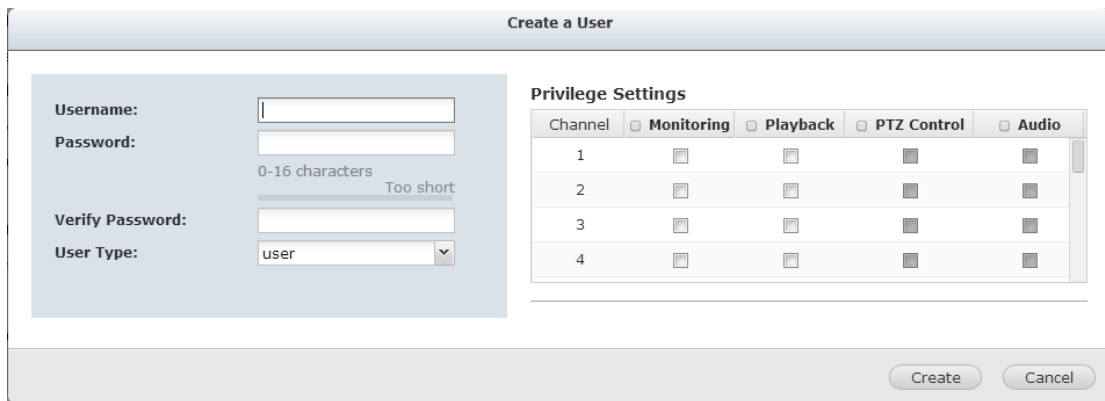 Create a User
Username:
Password:
0-16 characters
Too short
Verify Password:
User Type:
user
Privilege Settings
Channel Monitoring Playback PTZ Control Audio
1
2
3
4
Create Cancel